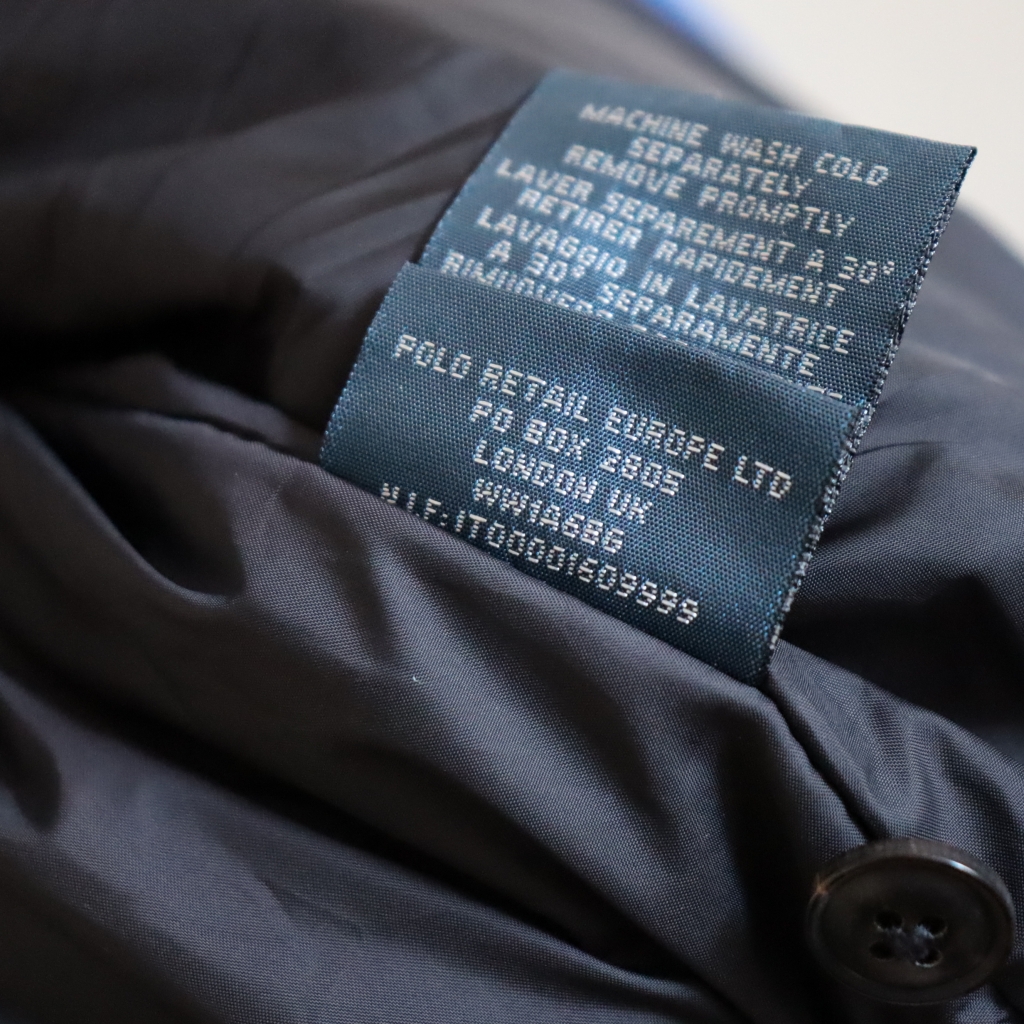 MACHINE WASH COLD
SEPARATELY
REMOVE PROMPTLY
LAVER SEPAREMENT A 30°
RETIRER RAPIDEMENT
LAVAGGIO IN LAVATRICE
A 30° SEPARAMENTE
POLO RETAIL EUROPE LTD
PO BOX 2805
LONDON UK
WW1A6BG
N.I.F.:IT00001609999